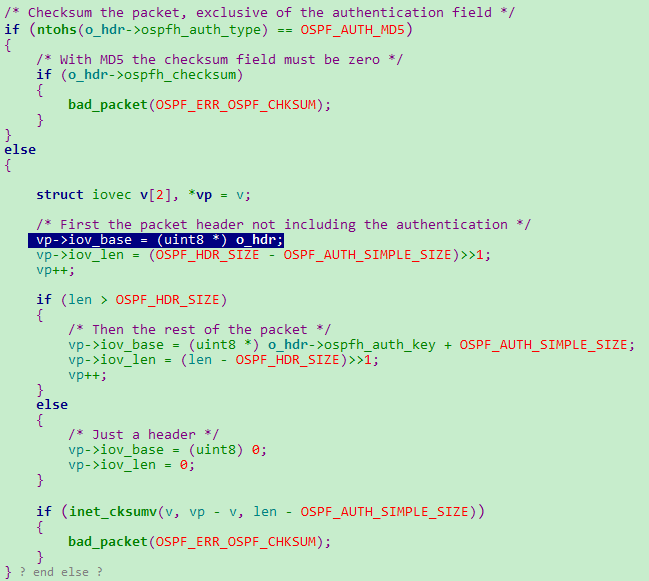 /* Checksum the packet, exclusive of the authentication field */
if (ntohs(o_hdr->ospfh_auth_type) == OSPF_AUTH_MD5)
{
    /* With MD5 the checksum field must be zero */
    if (o_hdr->ospfh_checksum)
    {
        bad_packet(OSPF_ERR_OSPF_CHKSUM);
    }
}
else
{
    struct iovec v[2], *vp = v;
    /* First the packet header not including the authentication */
    vp->iov_base = (uint8 *) o_hdr;
    vp->iov_len = (OSPF_HDR_SIZE - OSPF_AUTH_SIMPLE_SIZE)>>1;
    vp++;
    if (len > OSPF_HDR_SIZE)
    {
        /* Then the rest of the packet */
        vp->iov_base = (uint8 *) o_hdr->ospfh_auth_key + OSPF_AUTH_SIMPLE_SIZE;
        vp->iov_len = (len - OSPF_HDR_SIZE)>>1;
        vp++;
    }
    else
    {
        /* Just a header */
        vp->iov_base = (uint8) 0;
        vp->iov_len = 0;
    }
    if (inet_cksumv(v, vp - v, len - OSPF_AUTH_SIMPLE_SIZE))
    {
        bad_packet(OSPF_ERR_OSPF_CHKSUM);
    }
} ? end else ?